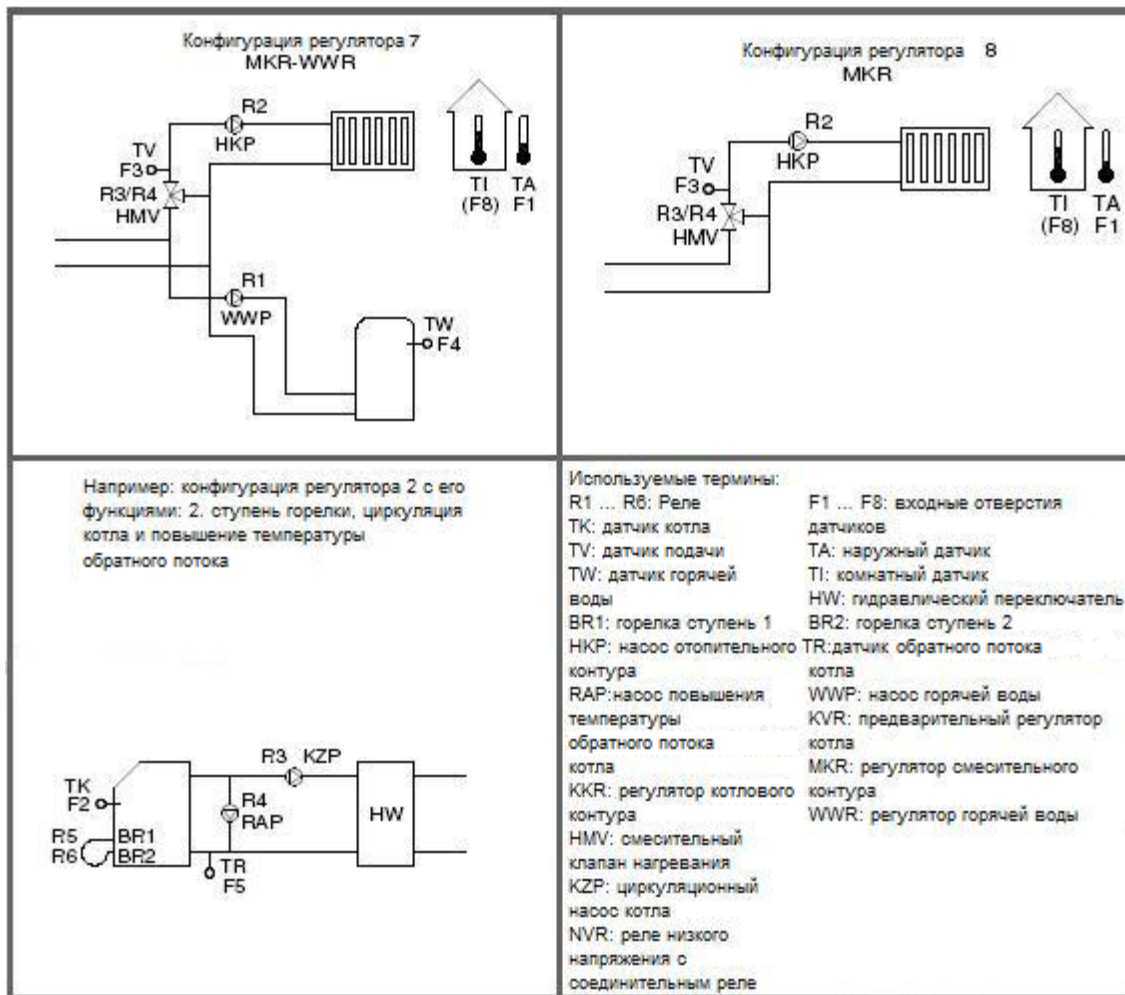 Конфигурация регулятора 7
MKR-WWR
R2
HKP
TV
F3
R3/R4
HMV
TI
(F8)
TA
F1
R1
WWP
TW
F4
Конфигурация регулятора 8
MKR
R2
HKP
TV
F3
R3/R4
HMV
TI
(F8)
TA
F1
Например: конфигурация регулятора 2 с его
функциями: 2. ступень горелки, циркуляция
котла и повышение температуры
обратного потока
R3 KZP
TK
F2
R4
RAP
HW
R5
BR1
R6
BR2
TR
F5
Используемые термины:
R1 ... R6: Реле
TK: датчик котла
TV: датчик подачи
TW: датчик горячей
воды
BR1: горелка ступень 1
HKP: насос отопительного
контура
RAP:насос повышения
температуры
обратного потока
котла
KKR: регулятор котлового
контура
HMV: смесительный
клапан нагревания
KZP: циркуляционный
насос котла
NVR: реле низкого
напряжения с
соединительным реле
F1 ... F8: входные отверстия
датчиков
TA: наружный датчик
TI: комнатный датчик
HW: гидравлический переключатель
BR2: горелка ступень 2
TR:датчик обратного потока
котла
WWP: насос горячей воды
KVR: предварительный регулятор
котла
MKR: регулятор смесительного
контура
WWR: регулятор горячей воды